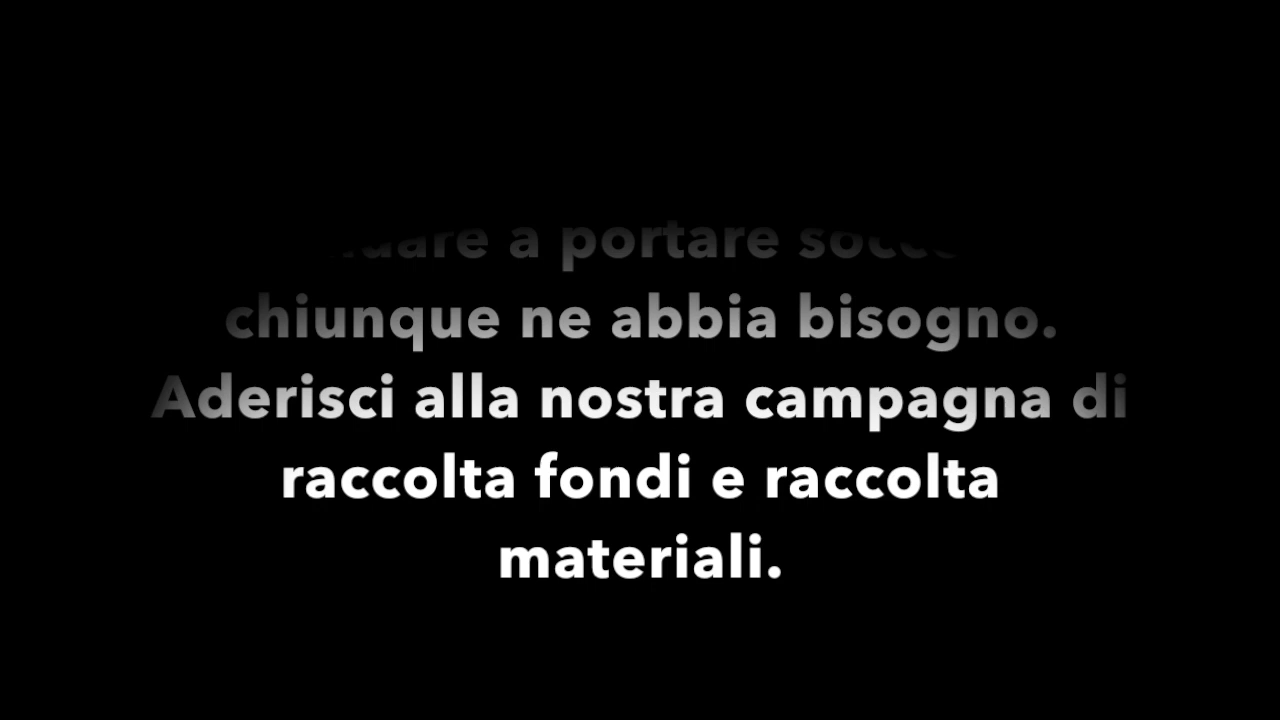 a portare
chiunque ne abbia bisogno.
Aderisci alla nostra campagna di
raccolta fondi e raccolta
materiali.